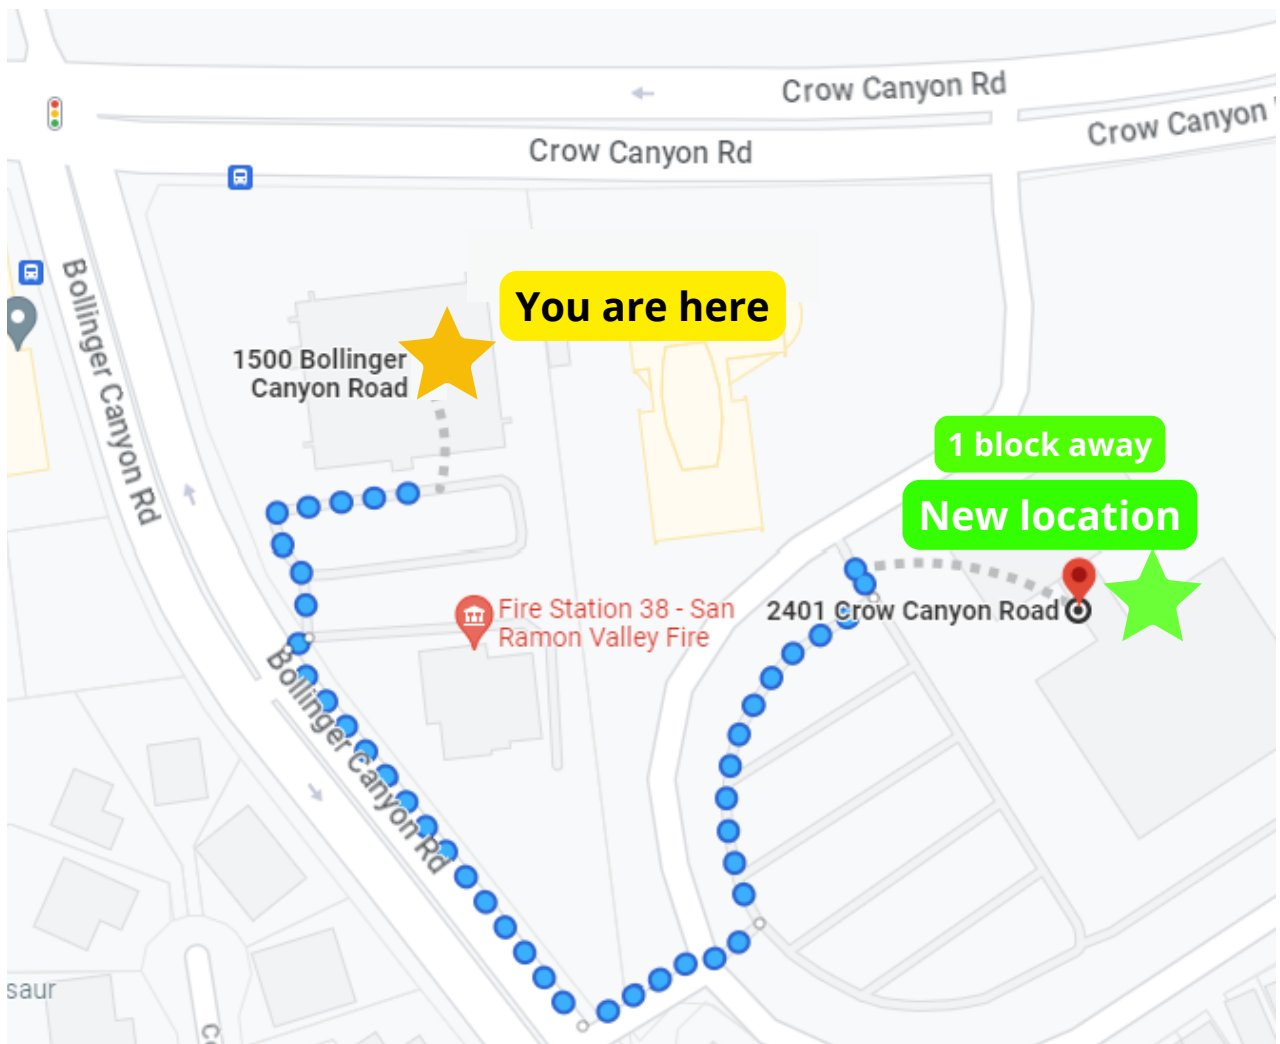 Crow Canyon Rd
Crow Canyon
Crow Canyon Rd
Bollinger Canyon Rd
You are here
1500 Bollinger
Canyon Road
1 block away
New location
Fire Station 38 - San
Ramon Valley Fire
2401 Crow Canyon Road
Bollinger Canyon Rd
saur